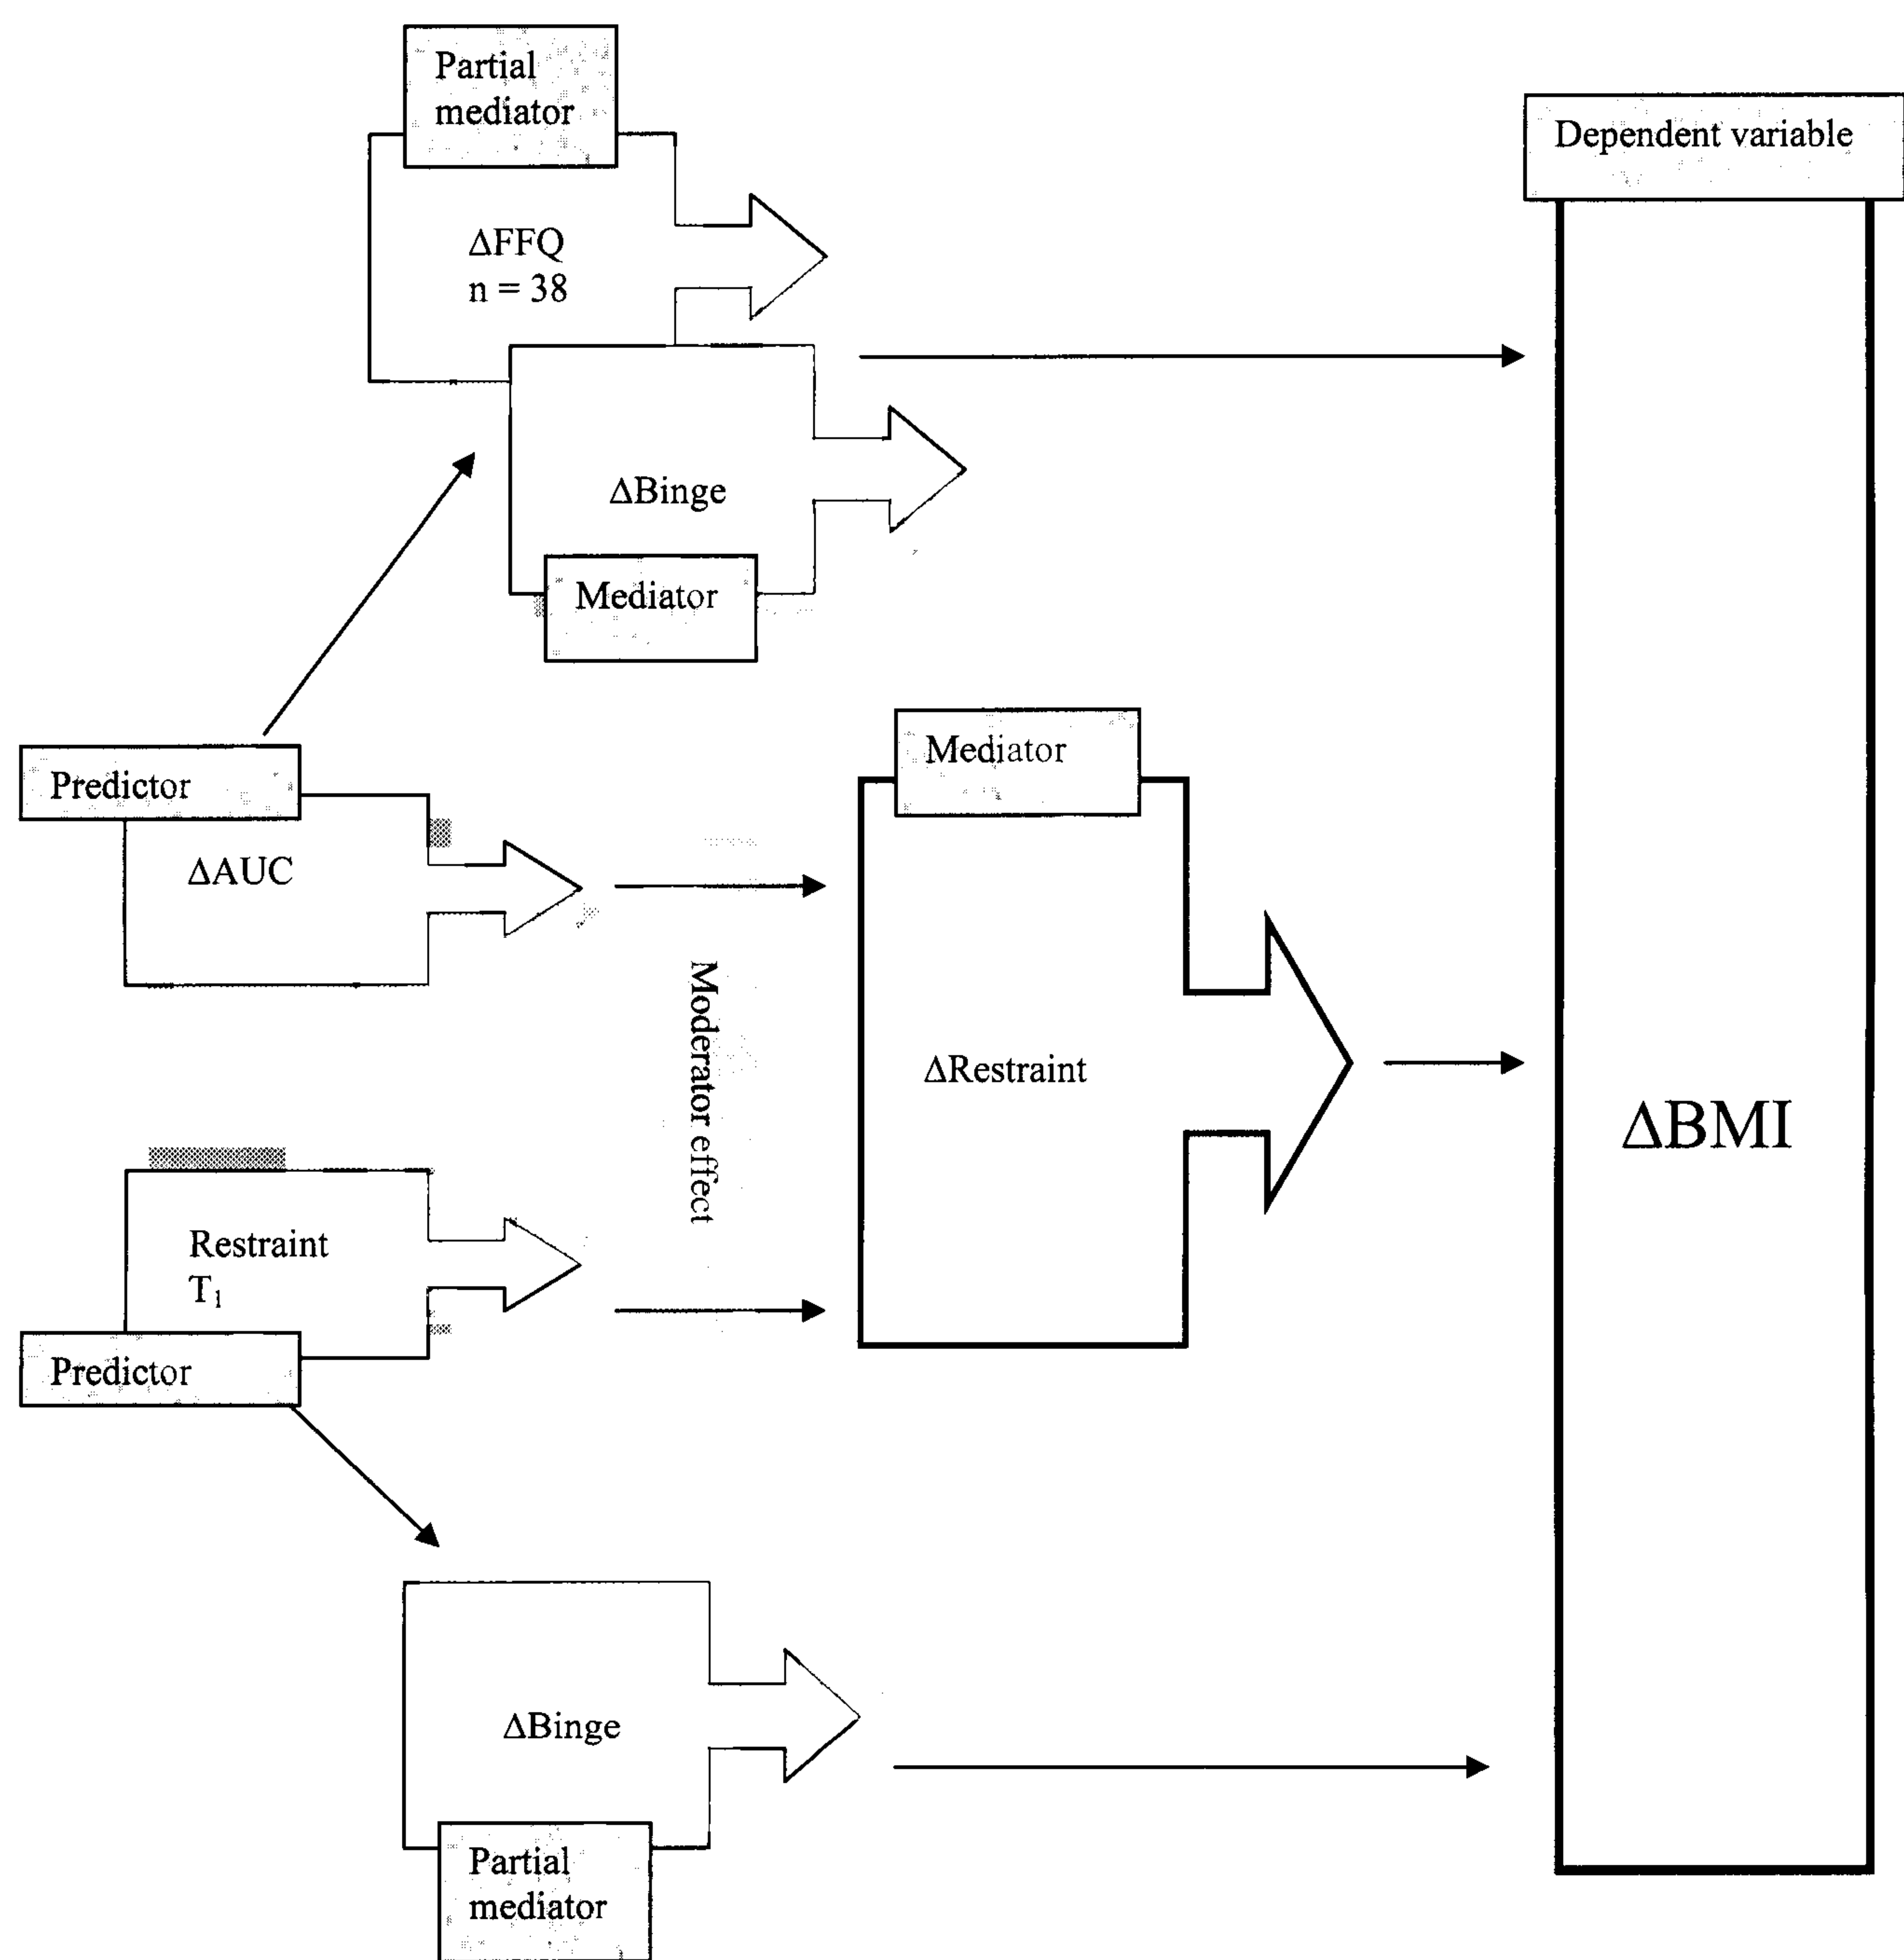 Partial
mediator
Dependent variable
ΔFFQ
n = 38
ΔBinge
Mediator
Predictor
ΔAUC
Mediator
Moderator effect
ΔRestraint
ΔBMI
Restraint
T₁
Predictor
ΔBinge
Partial
mediator